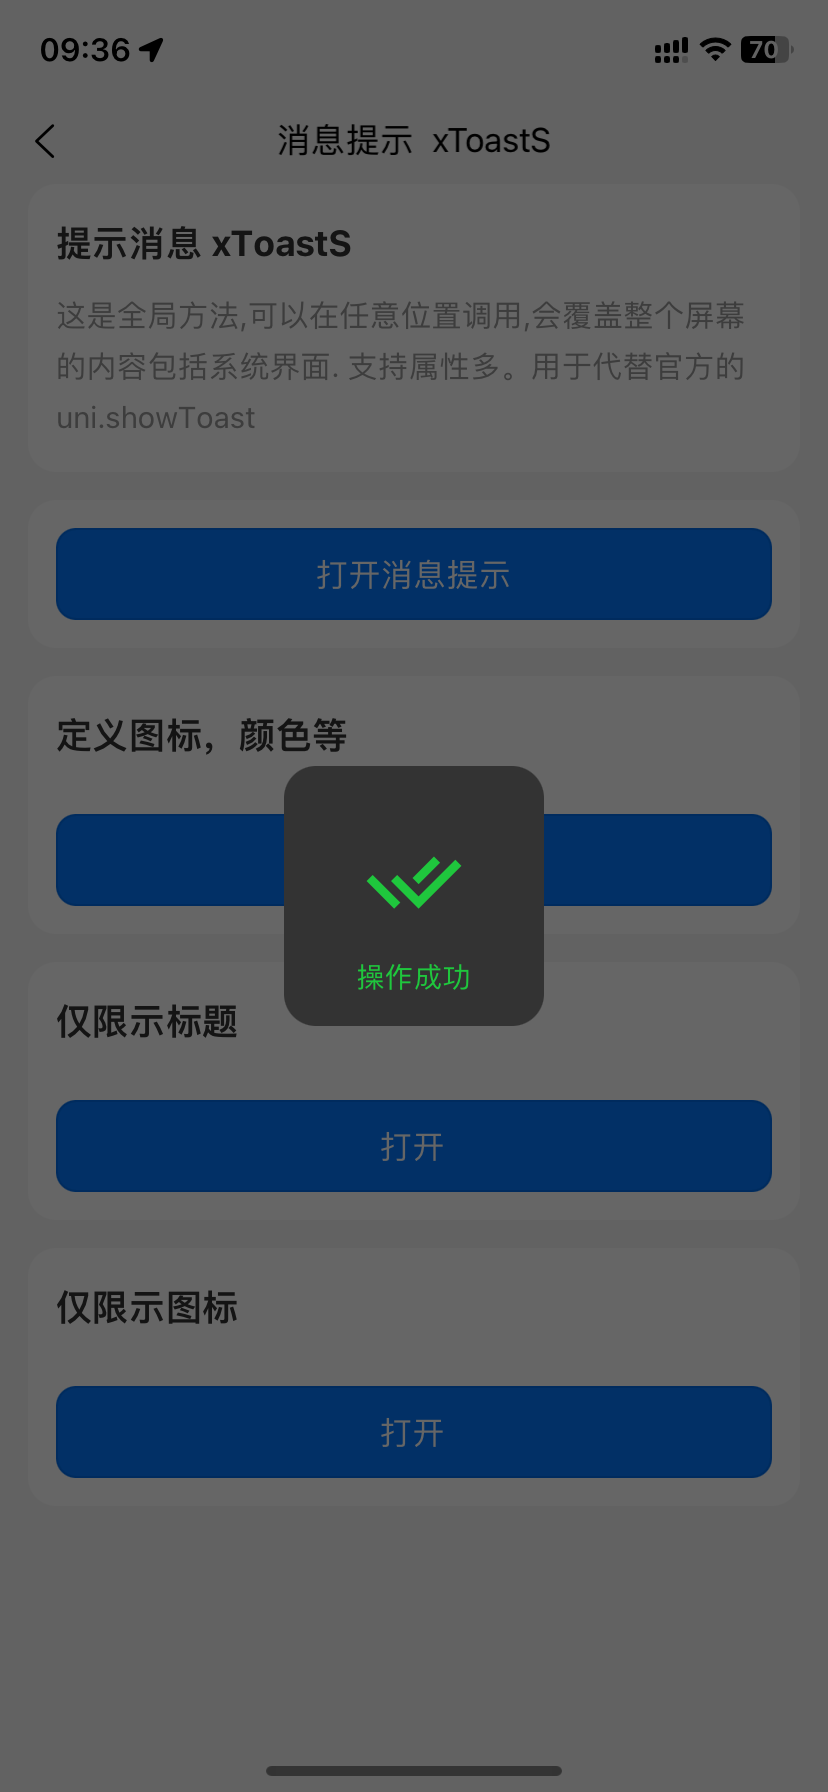 09:36
70
消息提示 xToastS
提示消息 xToastS
这是全局方法,可以在任意位置调用,会覆盖整个屏幕
的内容包括系统界面. 支持属性多。用于代替官方的
uni.showToast
打开消息提示
定义图标，颜色等
操作成功
仅限示标题
打开
仅限示图标
打开